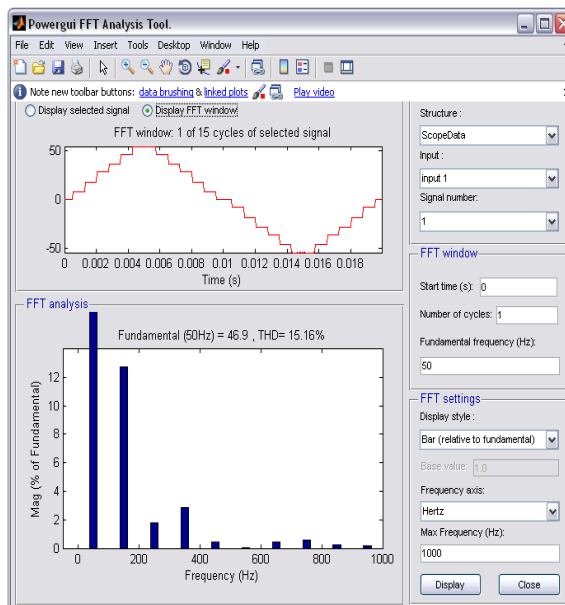 Powergui FFT Analysis Tool.
File Edit View Insert Tools Desktop Window Help
Note new toolbar buttons: data brushing & linked plots Play video
Display selected signal Display FFT window
FFT window: 1 of 15 cycles of selected signal
50
0
-50
0 0.002 0.004 0.006 0.008 0.01 0.012 0.014 0.016 0.018
Time (s)
FFT analysis
Fundamental (50Hz) = 46.9 , THD= 15.16%
12
10
8
6
4
2
0
Mag (% of Fundamental)
0 200 400 600 800 1000
Frequency (Hz)
Structure :
ScopeData
Input :
input 1
Signal number:
1
FFT window
Start time (s): 0
Number of cycles: 1
Fundamental frequency (Hz):
50
FFT settings
Display style :
Bar (relative to fundamental)
Base value: 1.0
Frequency axis:
Hertz
Max Frequency (Hz):
1000
Display Close